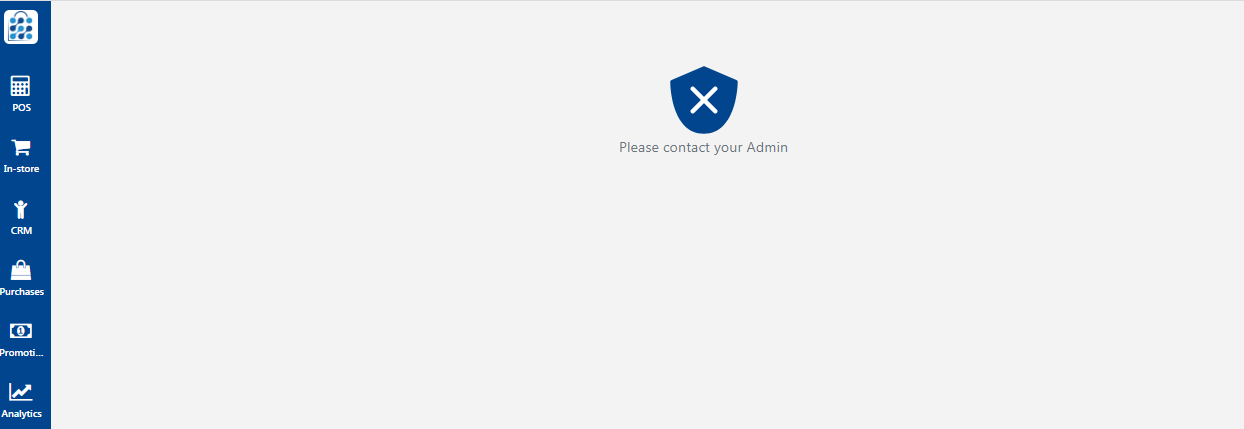 POS
In-store
CRM
Purchases
Promoti...
Analytics
Please contact your Admin